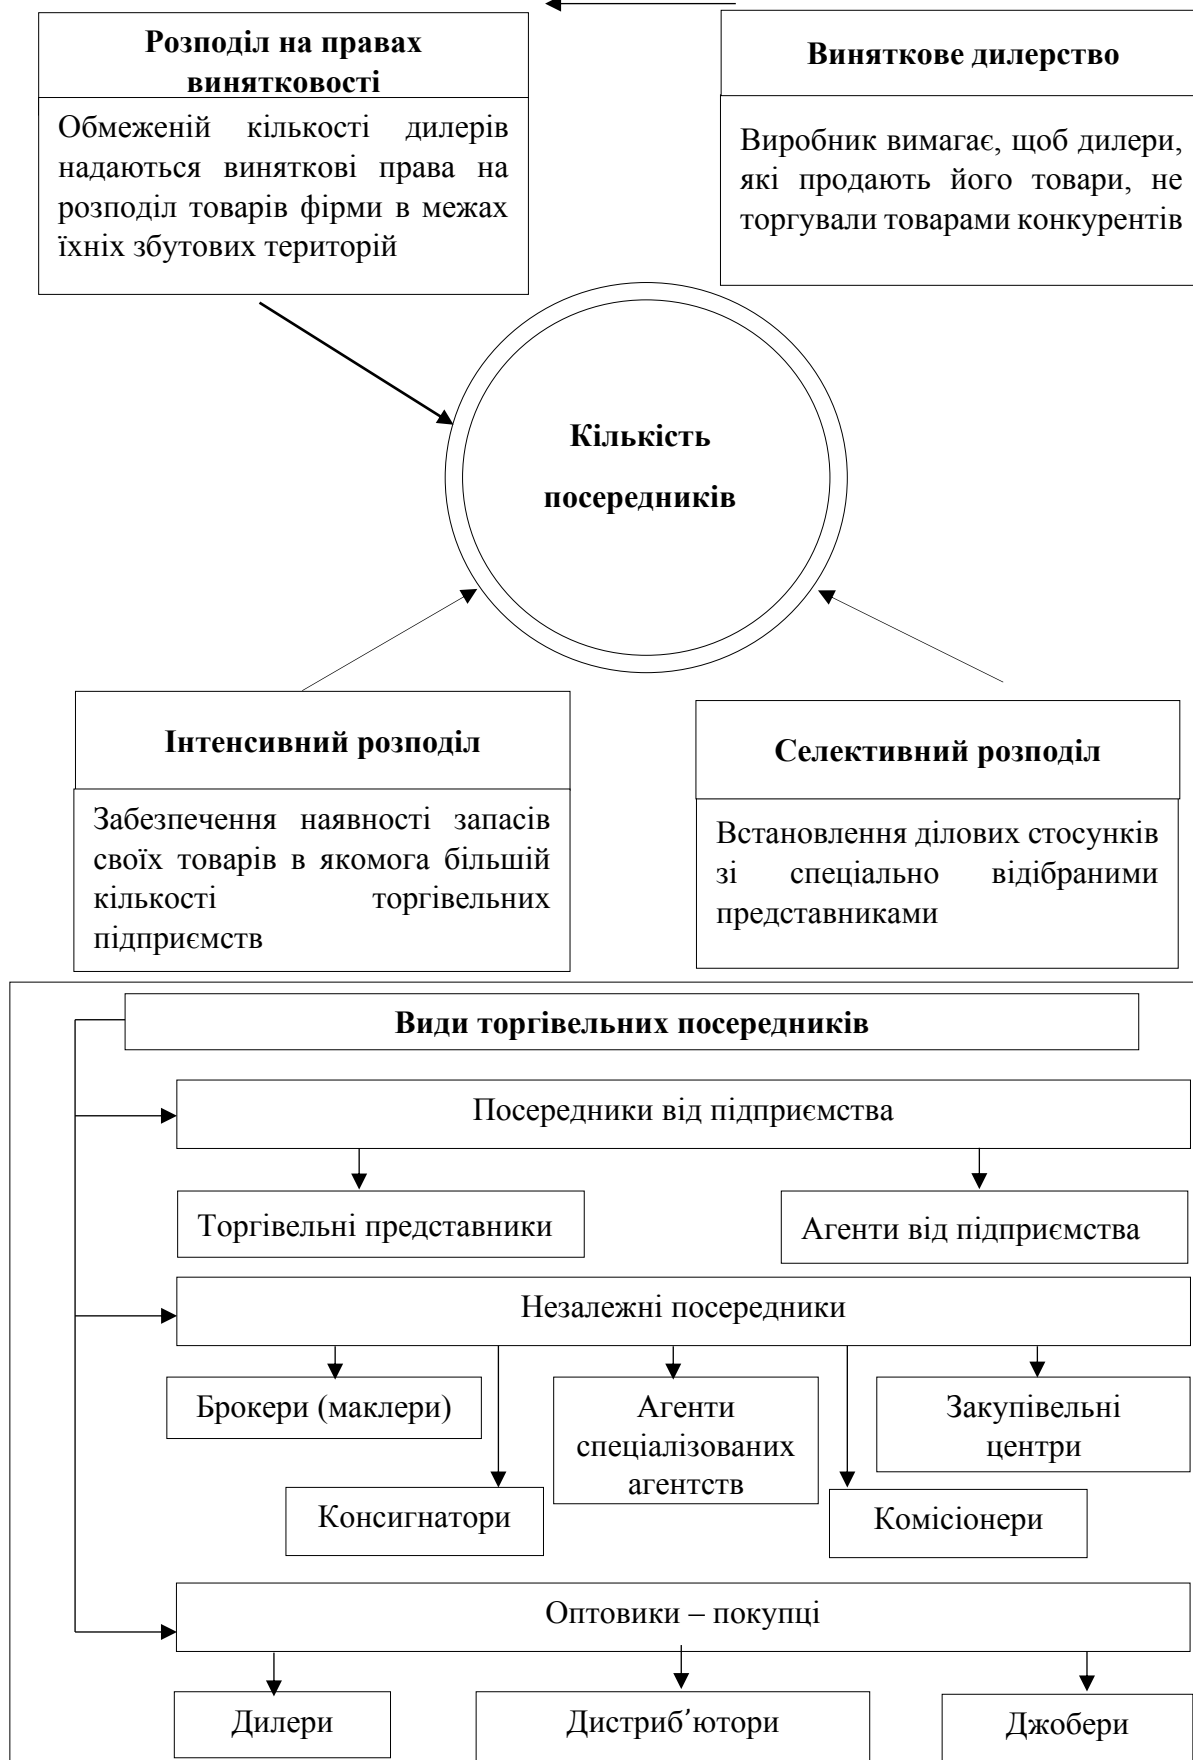 Розподіл на правах
винятковості
Обмеженій кількості дилерів
надаються виняткові права на
розподіл товарів фірми в межах
їхніх збутових територій
Виняткове дилерство
Виробник вимагає, щоб дилери,
які продають його товари, не
торгували товарами конкурентів
Кількість
посередників
Інтенсивний розподіл
Забезпечення наявності запасів
своїх товарів в якомога більшій
кількості торгівельних
підприємств
Селективний розподіл
Встановлення ділових стосунків
зі спеціально відібраними
представниками
Види торгівельних посередників
Посередники від підприємства
Торгівельні представники
Агенти від підприємства
Незалежні посередники
Брокери (маклери)
Агенти
спеціалізованих
агентств
Закупівельні
центри
Консигнатори
Комісіонери
Оптовики – покупці
Дилери
Дистриб′ютори
Джобери